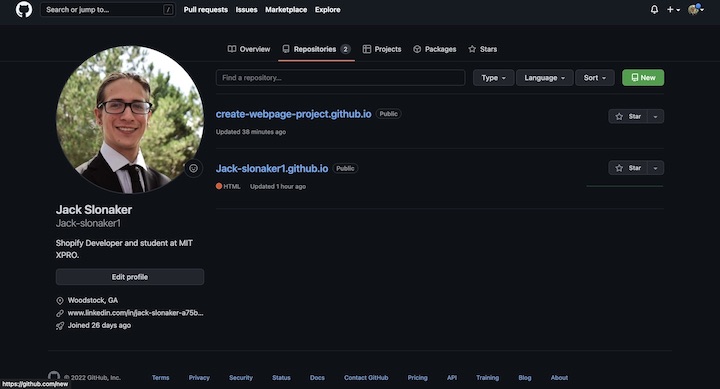 Search or jump to... /
Pull requests Issues Marketplace Explore
Overview Repositories 2 Projects Packages Stars
Find a repository... Type Language Sort New
create-webpage-project.github.io Public
Star
Updated 38 minutes ago
Jack-slonaker1.github.io Public
Star
HTML Updated 1 hour ago
Jack Slonaker
Jack-slonaker1
Shopify Developer and student at MIT
XPRO.
Edit profile
Woodstock, GA
www.linkedin.com/in/jack-slonaker-a75b...
Joined 26 days ago
© 2022 GitHub, Inc. Terms Privacy Security Status Docs Contact GitHub Pricing API Training Blog About
https://github.com/new